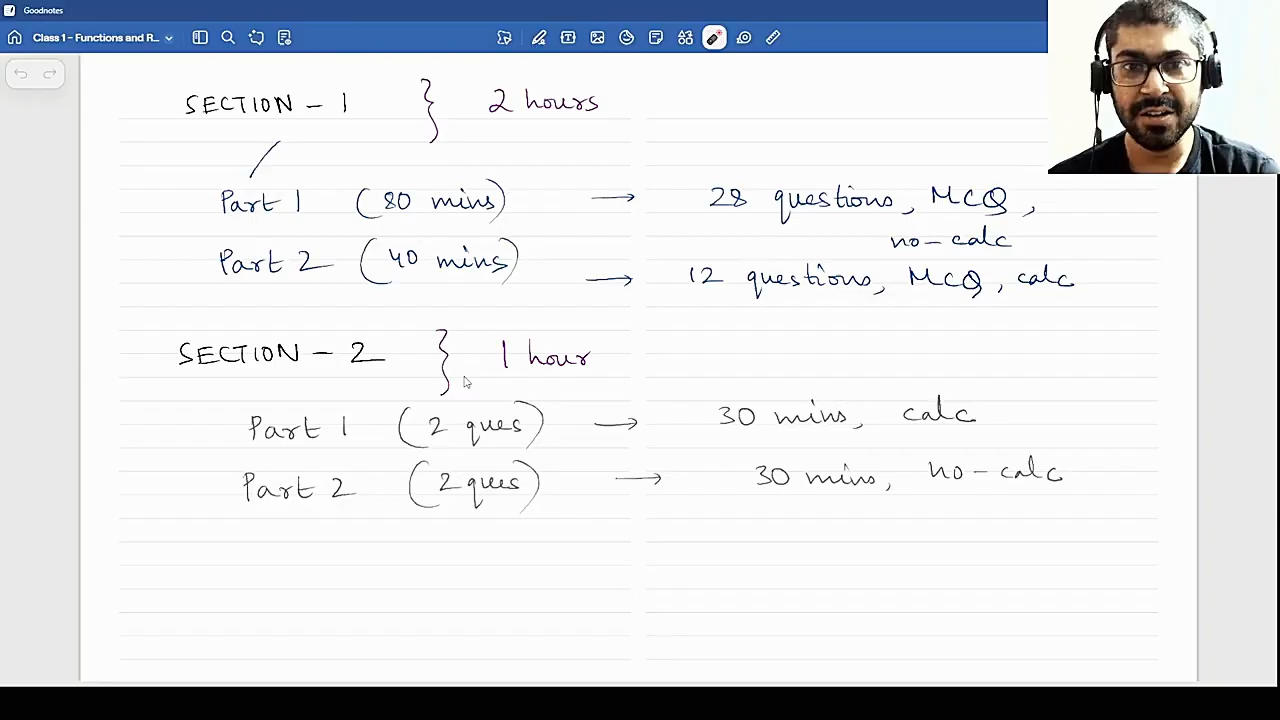 Goodnotes
Class 1 - Functions and R...
SECTION - 1 } 2 hours
Part 1 (80 mins) → 28 questions, MCQ,
no-calc
Part 2 (40 mins) → 12 questions, MCQ, calc
SECTION - 2 } 1 hour
Part 1 (2 ques) → 30 mins, calc
Part 2 (2 ques) → 30 mins, no-calc